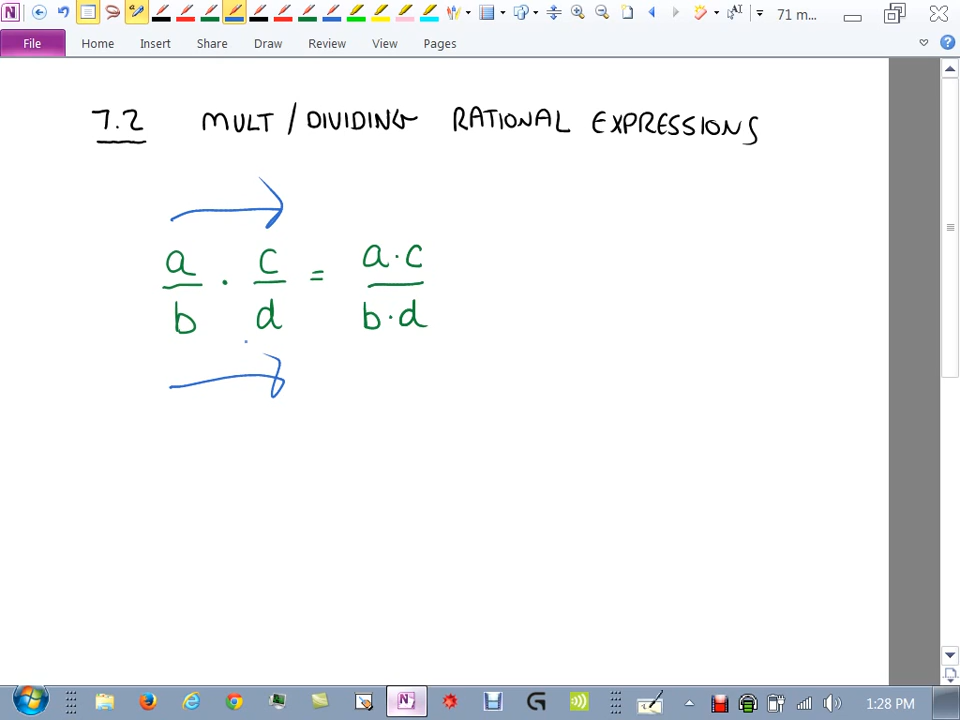 71 m...
File Home Insert Share Draw Review View Pages
7.2 MULT / DIVIDING RATIONAL EXPRESSIONS
a/b · c/d = a·c/b·d
1:28 PM